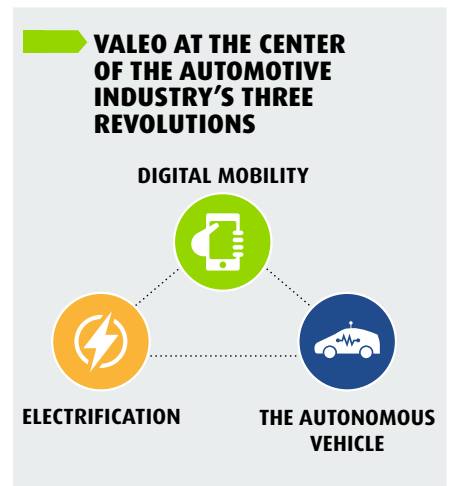 VALEO AT THE CENTER
OF THE AUTOMOTIVE
INDUSTRY'S THREE
REVOLUTIONS
DIGITAL MOBILITY
ELECTRIFICATION
THE AUTONOMOUS
VEHICLE